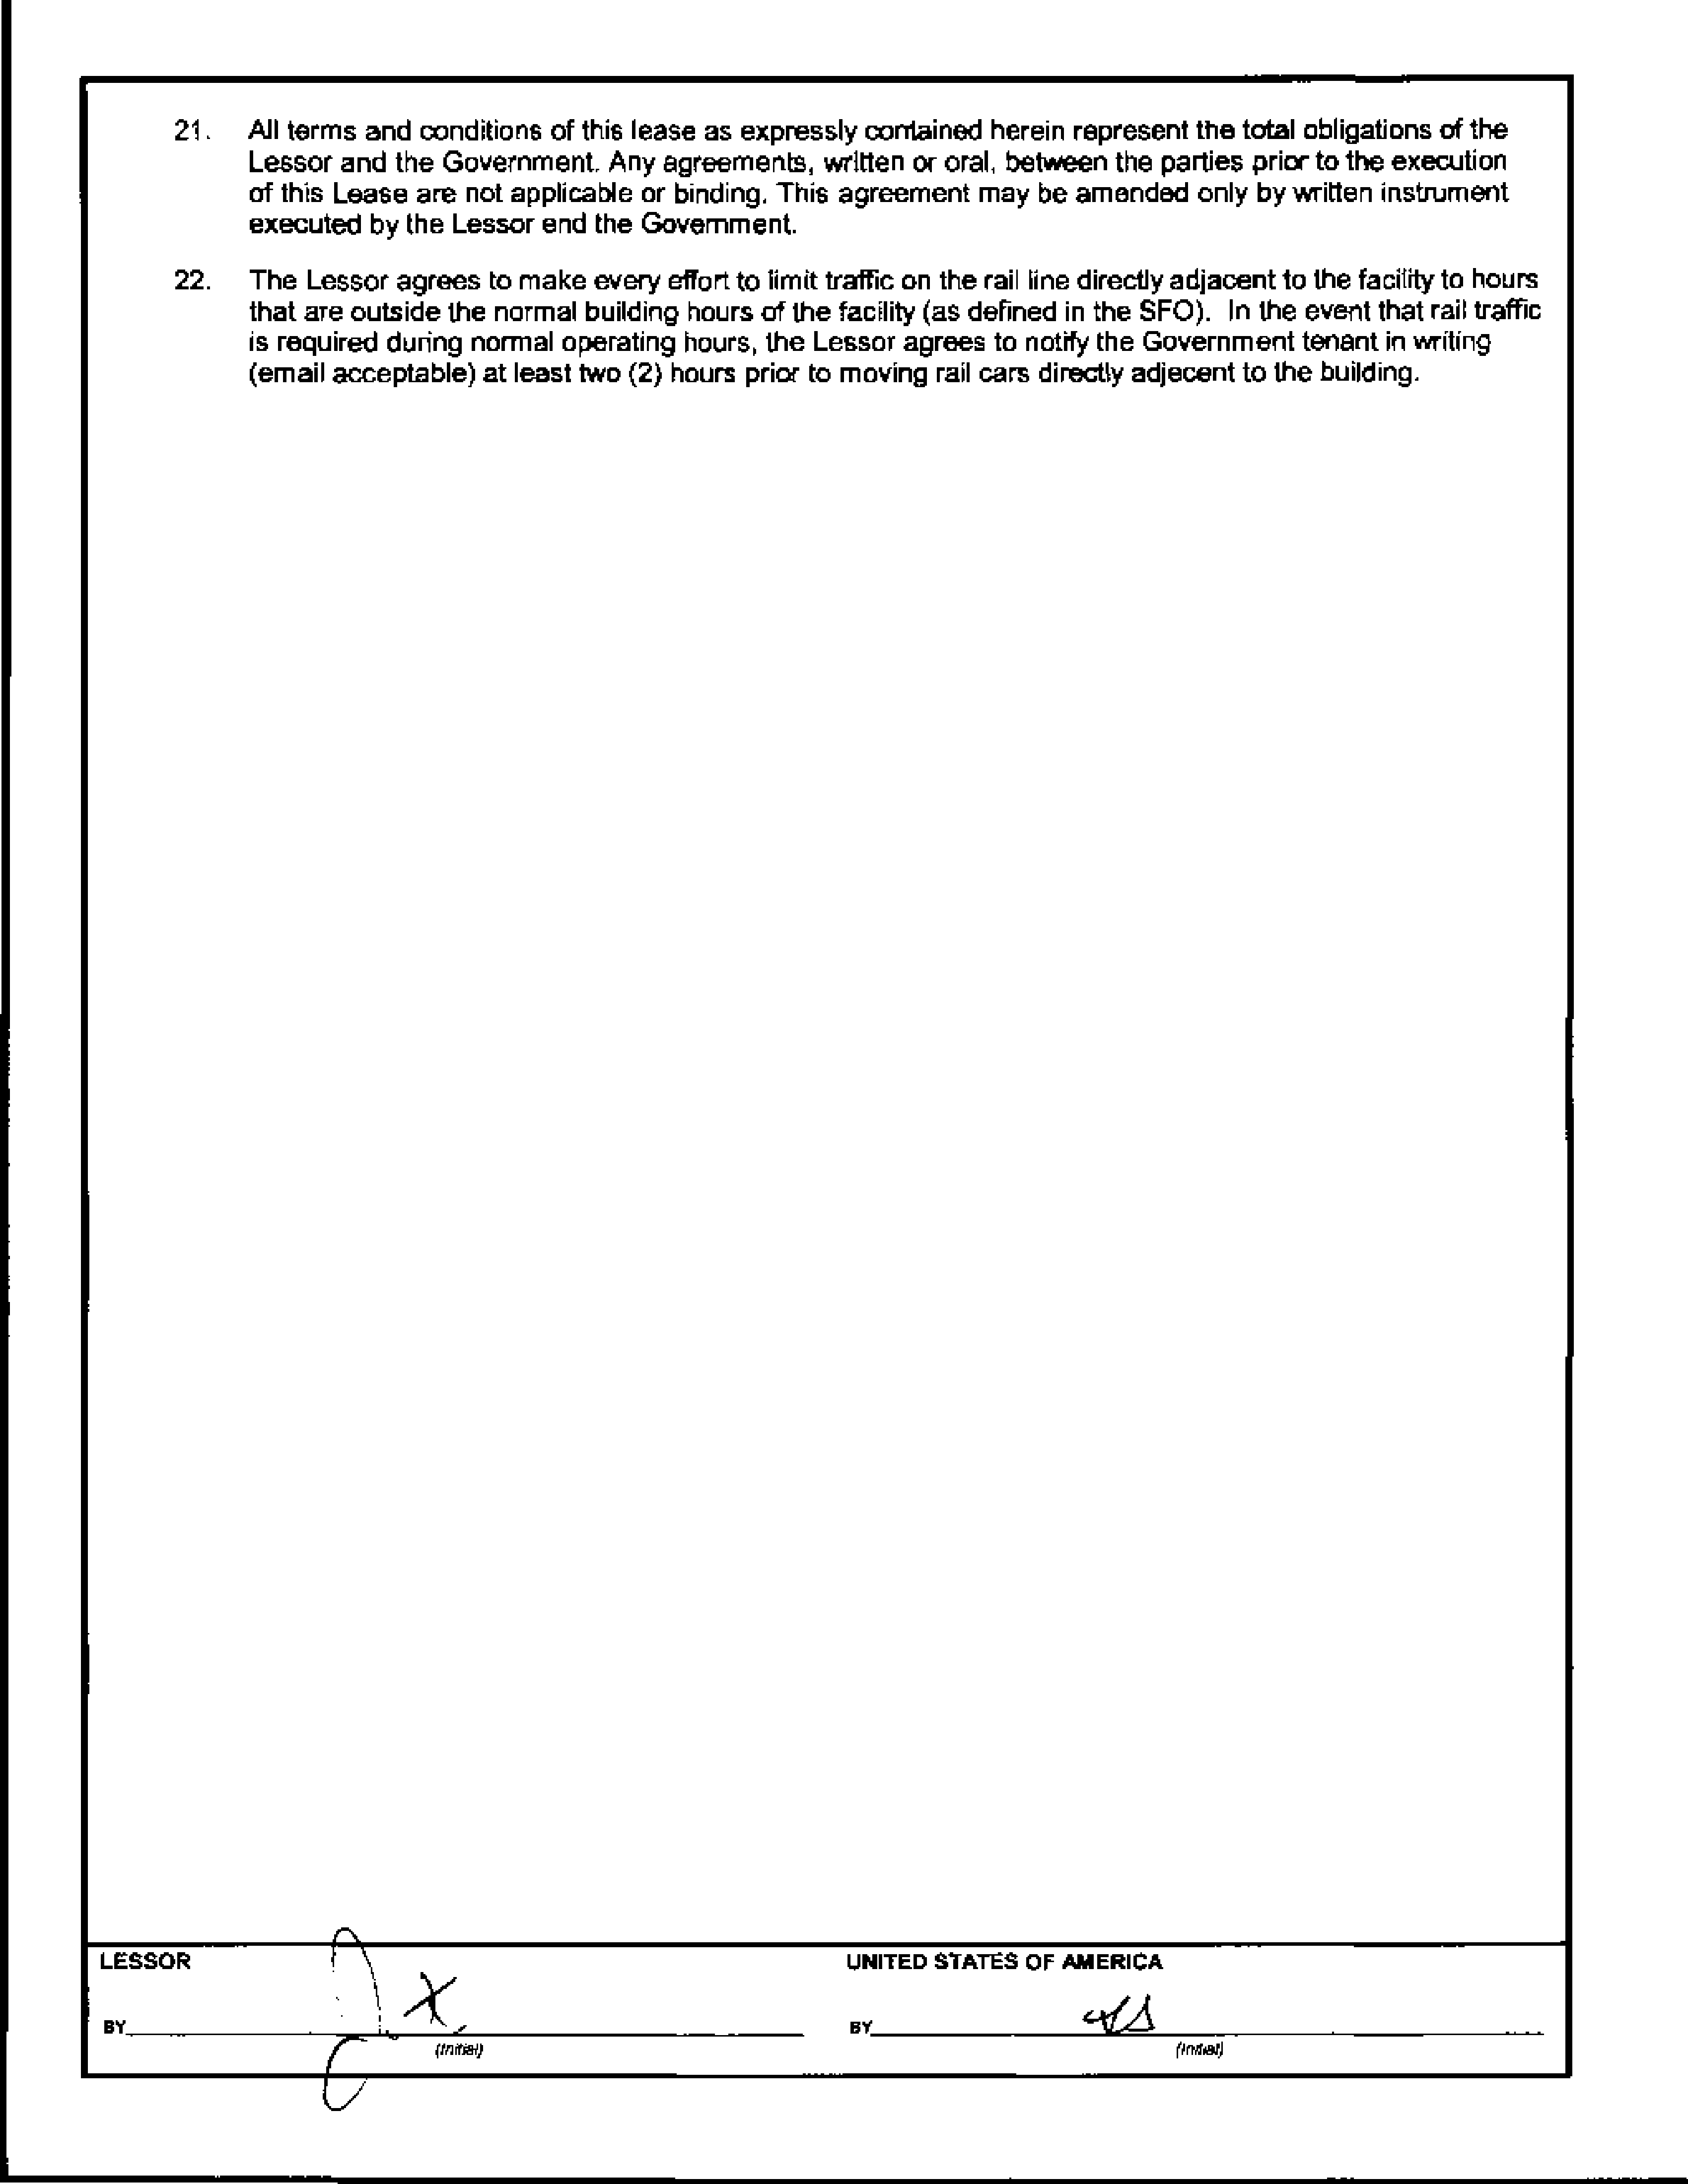 21. All terms and conditions of this lease as expressly contained herein represent the total obligations of the
Lessor and the Government. Any agreements, written or oral, between the parties prior to the execution
of this Lease are not applicable or binding. This agreement may be amended only by written instrument
executed by the Lessor end the Government.
22. The Lessor agrees to make every effort to limit traffic on the rail line directly adjacent to the facility to hours
that are outside the normal building hours of the facility (as defined in the SFO). In the event that rail traffic
is required during normal operating hours, the Lessor agrees to notify the Government tenant in writing
(email acceptable) at least two (2) hours prior to moving rail cars directly adjecent to the building.
LESSOR
BY
(Initial)
UNITED STATES OF AMERICA
BY
(Initial)